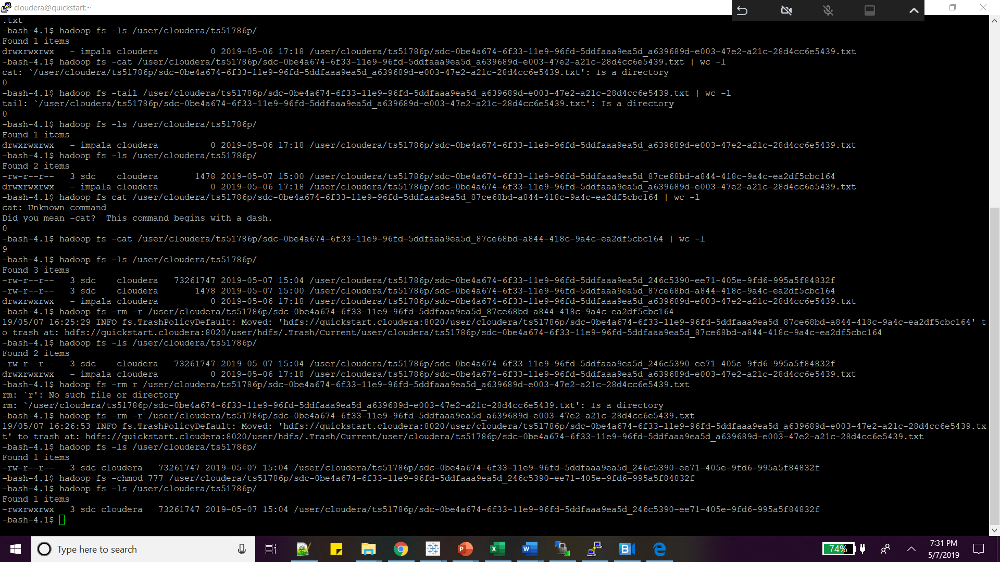 cloudera@quickstart:~
.txt
-bash-4.1$ hadoop fs -ls /user/cloudera/ts51786p/
Found 1 items
drwxrwxrwx   - impala cloudera          0 2019-05-06 17:18 /user/cloudera/ts51786p/sdc-0be4a674-6f33-11e9-96fd-5ddfaaa9ea5d_a639689d-e003-47e2-a21c-28d4cc6e5439.txt
-bash-4.1$ hadoop fs -cat /user/cloudera/ts51786p/sdc-0be4a674-6f33-11e9-96fd-5ddfaaa9ea5d_a639689d-e003-47e2-a21c-28d4cc6e5439.txt | wc -l
cat: `/user/cloudera/ts51786p/sdc-0be4a674-6f33-11e9-96fd-5ddfaaa9ea5d_a639689d-e003-47e2-a21c-28d4cc6e5439.txt': Is a directory
0
-bash-4.1$ hadoop fs -tail /user/cloudera/ts51786p/sdc-0be4a674-6f33-11e9-96fd-5ddfaaa9ea5d_a639689d-e003-47e2-a21c-28d4cc6e5439.txt | wc -l
tail: `/user/cloudera/ts51786p/sdc-0be4a674-6f33-11e9-96fd-5ddfaaa9ea5d_a639689d-e003-47e2-a21c-28d4cc6e5439.txt': Is a directory
0
-bash-4.1$ hadoop fs -ls /user/cloudera/ts51786p/
Found 1 items
drwxrwxrwx   - impala cloudera          0 2019-05-06 17:18 /user/cloudera/ts51786p/sdc-0be4a674-6f33-11e9-96fd-5ddfaaa9ea5d_a639689d-e003-47e2-a21c-28d4cc6e5439.txt
-bash-4.1$ hadoop fs -ls /user/cloudera/ts51786p/
Found 2 items
-rw-r--r--   3 sdc    cloudera       1478 2019-05-07 15:00 /user/cloudera/ts51786p/sdc-0be4a674-6f33-11e9-96fd-5ddfaaa9ea5d_87ce68bd-a844-418c-9a4c-ea2df5cbc164
drwxrwxrwx   - impala cloudera          0 2019-05-06 17:18 /user/cloudera/ts51786p/sdc-0be4a674-6f33-11e9-96fd-5ddfaaa9ea5d_a639689d-e003-47e2-a21c-28d4cc6e5439.txt
-bash-4.1$ hadoop fs cat /user/cloudera/ts51786p/sdc-0be4a674-6f33-11e9-96fd-5ddfaaa9ea5d_87ce68bd-a844-418c-9a4c-ea2df5cbc164 | wc -l
cat: Unknown command
Did you mean -cat?  This command begins with a dash.
0
-bash-4.1$ hadoop fs -cat /user/cloudera/ts51786p/sdc-0be4a674-6f33-11e9-96fd-5ddfaaa9ea5d_87ce68bd-a844-418c-9a4c-ea2df5cbc164 | wc -l
9
-bash-4.1$ hadoop fs -ls /user/cloudera/ts51786p/
Found 3 items
-rw-r--r--   3 sdc    cloudera   73261747 2019-05-07 15:04 /user/cloudera/ts51786p/sdc-0be4a674-6f33-11e9-96fd-5ddfaaa9ea5d_246c5390-ee71-405e-9fd6-995a5f84832f
-rw-r--r--   3 sdc    cloudera       1478 2019-05-07 15:00 /user/cloudera/ts51786p/sdc-0be4a674-6f33-11e9-96fd-5ddfaaa9ea5d_87ce68bd-a844-418c-9a4c-ea2df5cbc164
drwxrwxrwx   - impala cloudera          0 2019-05-06 17:18 /user/cloudera/ts51786p/sdc-0be4a674-6f33-11e9-96fd-5ddfaaa9ea5d_a639689d-e003-47e2-a21c-28d4cc6e5439.txt
-bash-4.1$ hadoop fs -rm -r /user/cloudera/ts51786p/sdc-0be4a674-6f33-11e9-96fd-5ddfaaa9ea5d_87ce68bd-a844-418c-9a4c-ea2df5cbc164
19/05/07 16:25:29 INFO fs.TrashPolicyDefault: Moved: 'hdfs://quickstart.cloudera:8020/user/cloudera/ts51786p/sdc-0be4a674-6f33-11e9-96fd-5ddfaaa9ea5d_87ce68bd-a844-418c-9a4c-ea2df5cbc164' t
o trash at: hdfs://quickstart.cloudera:8020/user/hdfs/.Trash/Current/user/cloudera/ts51786p/sdc-0be4a674-6f33-11e9-96fd-5ddfaaa9ea5d_87ce68bd-a844-418c-9a4c-ea2df5cbc164
-bash-4.1$ hadoop fs -ls /user/cloudera/ts51786p/
Found 2 items
-rw-r--r--   3 sdc    cloudera   73261747 2019-05-07 15:04 /user/cloudera/ts51786p/sdc-0be4a674-6f33-11e9-96fd-5ddfaaa9ea5d_246c5390-ee71-405e-9fd6-995a5f84832f
drwxrwxrwx   - impala cloudera          0 2019-05-06 17:18 /user/cloudera/ts51786p/sdc-0be4a674-6f33-11e9-96fd-5ddfaaa9ea5d_a639689d-e003-47e2-a21c-28d4cc6e5439.txt
-bash-4.1$ hadoop fs -rm r /user/cloudera/ts51786p/sdc-0be4a674-6f33-11e9-96fd-5ddfaaa9ea5d_a639689d-e003-47e2-a21c-28d4cc6e5439.txt
rm: `r': No such file or directory
rm: `/user/cloudera/ts51786p/sdc-0be4a674-6f33-11e9-96fd-5ddfaaa9ea5d_a639689d-e003-47e2-a21c-28d4cc6e5439.txt': Is a directory
-bash-4.1$ hadoop fs -rm -r /user/cloudera/ts51786p/sdc-0be4a674-6f33-11e9-96fd-5ddfaaa9ea5d_a639689d-e003-47e2-a21c-28d4cc6e5439.txt
19/05/07 16:26:53 INFO fs.TrashPolicyDefault: Moved: 'hdfs://quickstart.cloudera:8020/user/cloudera/ts51786p/sdc-0be4a674-6f33-11e9-96fd-5ddfaaa9ea5d_a639689d-e003-47e2-a21c-28d4cc6e5439.tx
t' to trash at: hdfs://quickstart.cloudera:8020/user/hdfs/.Trash/Current/user/cloudera/ts51786p/sdc-0be4a674-6f33-11e9-96fd-5ddfaaa9ea5d_a639689d-e003-47e2-a21c-28d4cc6e5439.txt
-bash-4.1$ hadoop fs -ls /user/cloudera/ts51786p/
Found 1 items
-rw-r--r--   3 sdc cloudera   73261747 2019-05-07 15:04 /user/cloudera/ts51786p/sdc-0be4a674-6f33-11e9-96fd-5ddfaaa9ea5d_246c5390-ee71-405e-9fd6-995a5f84832f
-bash-4.1$ hadoop fs -chmod 777 /user/cloudera/ts51786p/sdc-0be4a674-6f33-11e9-96fd-5ddfaaa9ea5d_246c5390-ee71-405e-9fd6-995a5f84832f
-bash-4.1$ hadoop fs -ls /user/cloudera/ts51786p/
Found 1 items
-rwxrwxrwx   3 sdc cloudera   73261747 2019-05-07 15:04 /user/cloudera/ts51786p/sdc-0be4a674-6f33-11e9-96fd-5ddfaaa9ea5d_246c5390-ee71-405e-9fd6-995a5f84832f
-bash-4.1$
Type here to search
74%
7:31 PM
5/7/2019